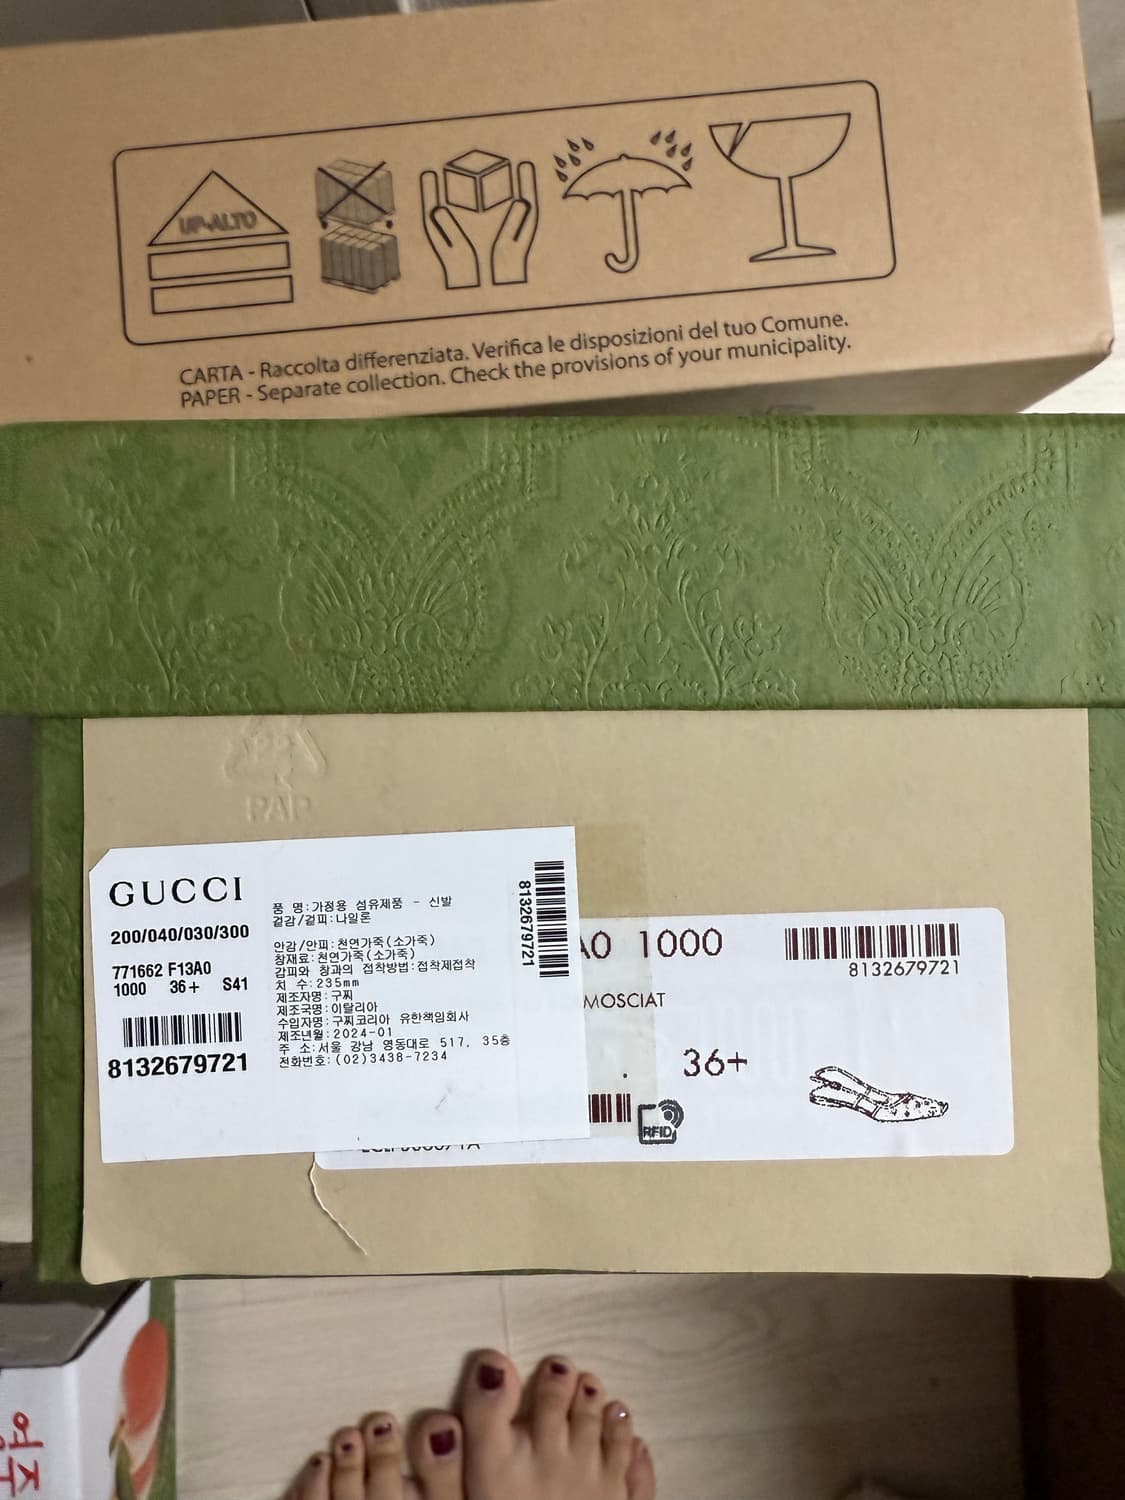 UP-ALTO
CARTA - Raccolta differenziata. Verifica le disposizioni del tuo Comune.
PAPER - Separate collection. Check the provisions of your municipality.
PAP
GUCCI
200/040/030/300
771662 F13A0
1000 36+ S41
8132679721
품 명:가정용 섬유제품 - 신발
겉감/겉피:나일론
안감/안피:천연가죽(소가죽)
창재료:천연가죽(소가죽)
갑피와 창과의 접착방법:접착제접착
치 수:235mm
제조자명:구찌
제조국명:이탈리아
수입자명:구찌코리아 유한책임회사
제조년월:2024-01
주 소:서울 강남 영동대로 517, 35층
전화번호:(02)3438-7234
8132679721
A0 1000
8132679721
MOSCIAT
36+
RFID
여주